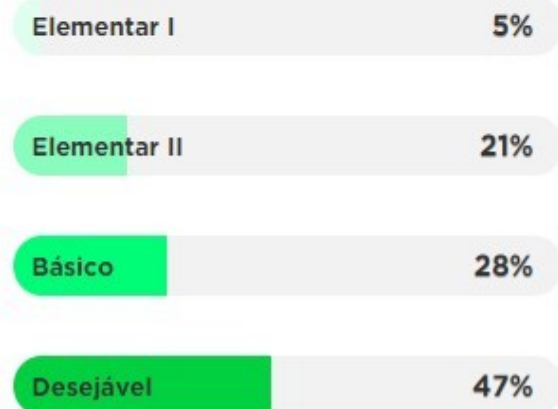 Elementar I 5%
Elementar II 21%
Básico 28%
Desejável 47%